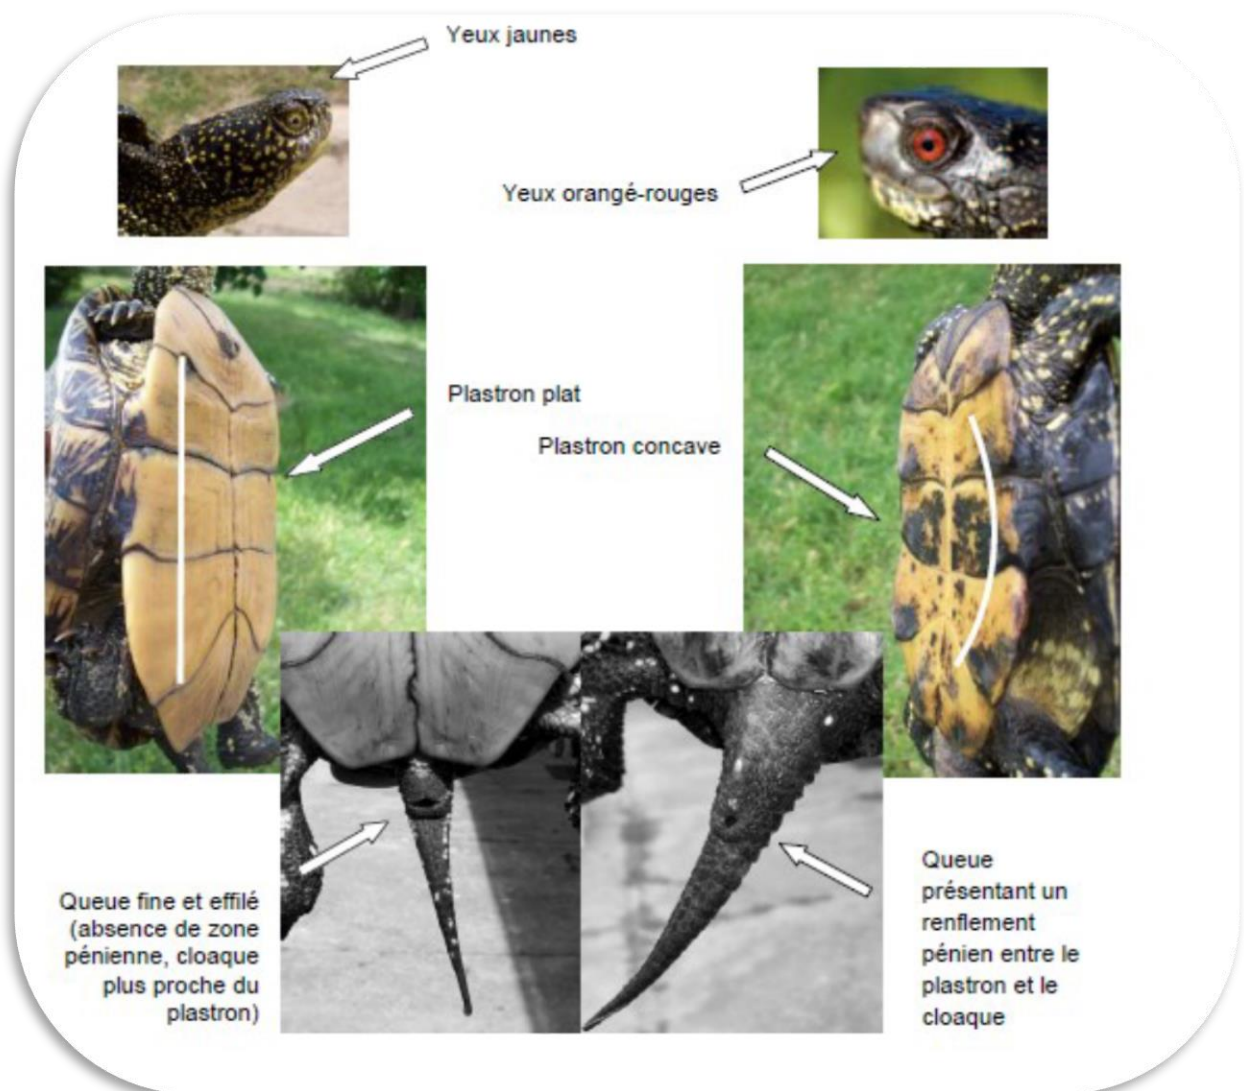 Yeux jaunes
Yeux orangé-rouges
Plastron plat
Plastron concave
Queue fine et effilé
(absence de zone
pénienne, cloaque
plus proche du
plastron)
Queue
présentant un
renflement
pénien entre le
plastron et le
cloaque